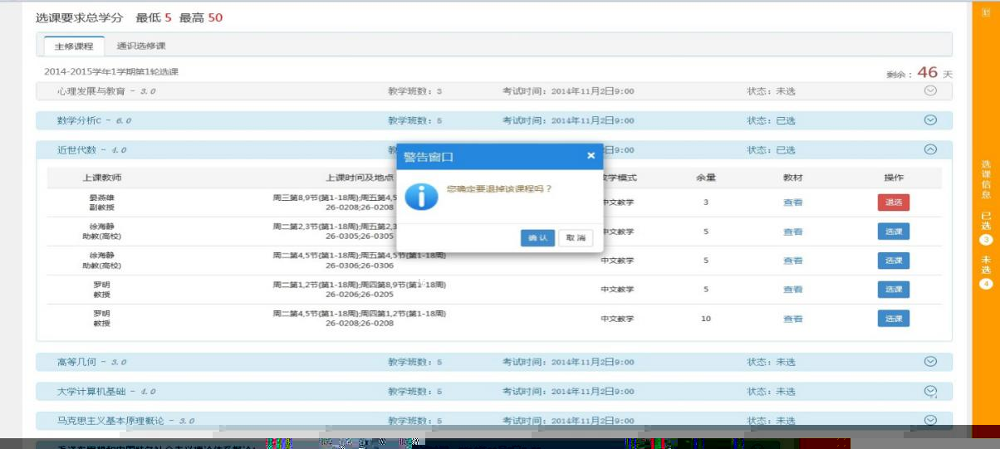 选课要求总学分 最低 5 最高 50
主修课程 通识选修课
2014-2015学年1学期第1轮选课 剩余：46 天
心理发展与教育 - 3.0 教学班数：3 考试时间：2014年11月2日9:00 状态：未选
数学分析C - 6.0 教学班数：5 考试时间：2014年11月2日9:00 状态：已选
近世代数 - 4.0 教 日9:00 状态：已选
警告窗口 ×
您确定要退掉该课程吗？
确认 取消
上课教师 上课时间及地点 教学模式 余量 教材 操作
晏燕雄 周三第8,9节(第1-18周);周五第4,5 中文教学 3 查看 退选
副教授 26-0208;26-0208
徐海静 周二第2,3节(第1-18周);周五第2,3 中文教学 5 查看 选课
助教(高校) 26-0305;26-0305
徐海静 周二第4,5节(第1-18周);周五第4,5节(第1-18周) 中文教学 5 查看 选课
助教(高校) 26-0306;26-0306
罗明 周二第1,2节(第1-18周);周四第8,9节(第1-18周) 中文教学 5 查看 选课
教授 26-0206;26-0205
罗明 周二第4,5节(第1-18周);周四第1,2节(第1-18周) 中文教学 10 查看 选课
教授 26-0208;26-0208
高等几何 - 3.0 教学班数：5 考试时间：2014年11月2日9:00 状态：未选
大学计算机基础 - 4.0 教学班数：5 考试时间：2014年11月2日9:00 状态：未选
马克思主义基本原理概论 - 3.0 教学班数：5 考试时间：2014年11月2日9:00 状态：未选
选课信息 已选 3 未选 4